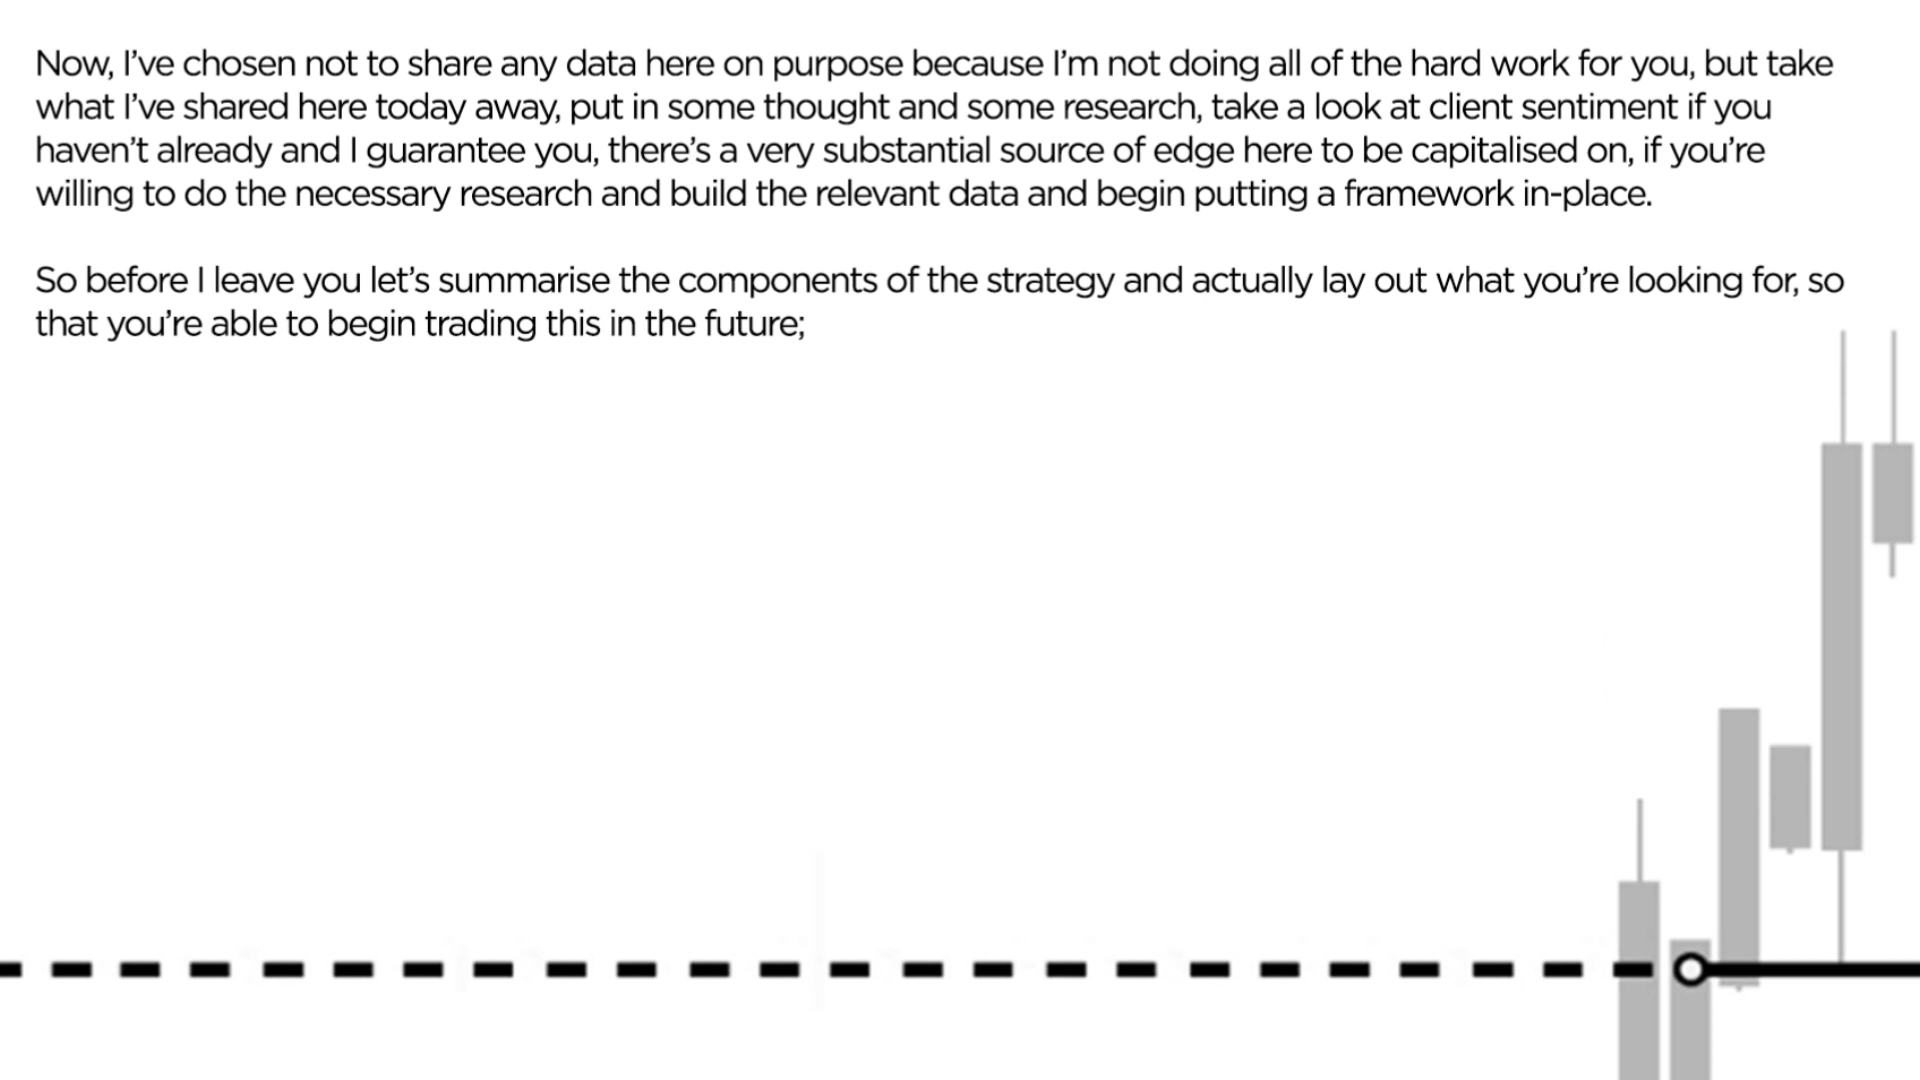 Now, I’ve chosen not to share any data here on purpose because I’m not doing all of the hard work for you, but take
what I’ve shared here today away, put in some thought and some research, take a look at client sentiment if you
haven’t already and I guarantee you, there’s a very substantial source of edge here to be capitalised on, if you’re
willing to do the necessary research and build the relevant data and begin putting a framework in-place.
So before I leave you let’s summarise the components of the strategy and actually lay out what you’re looking for, so
that you’re able to begin trading this in the future;